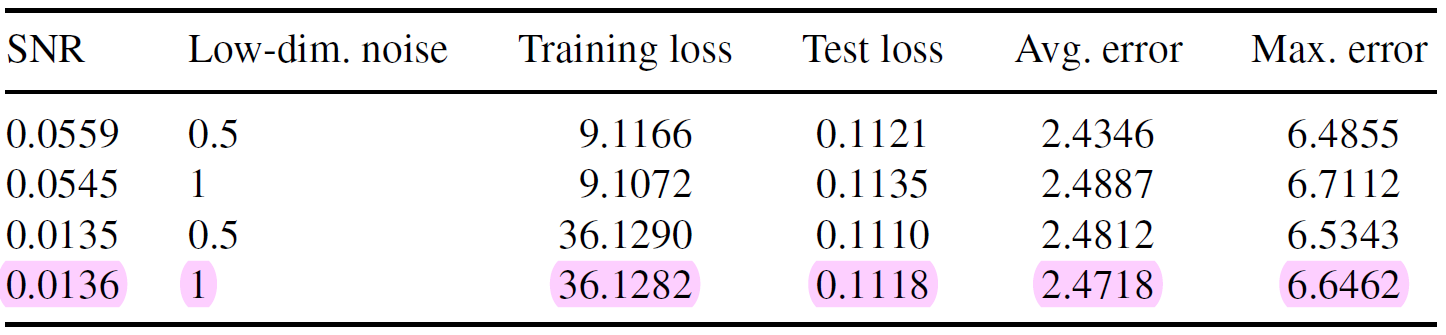 SNR Low-dim. noise Training loss Test loss Avg. error Max. error
0.0559 0.5 9.1166 0.1121 2.4346 6.4855
0.0545 1 9.1072 0.1135 2.4887 6.7112
0.0135 0.5 36.1290 0.1110 2.4812 6.5343
0.0136 1 36.1282 0.1118 2.4718 6.6462